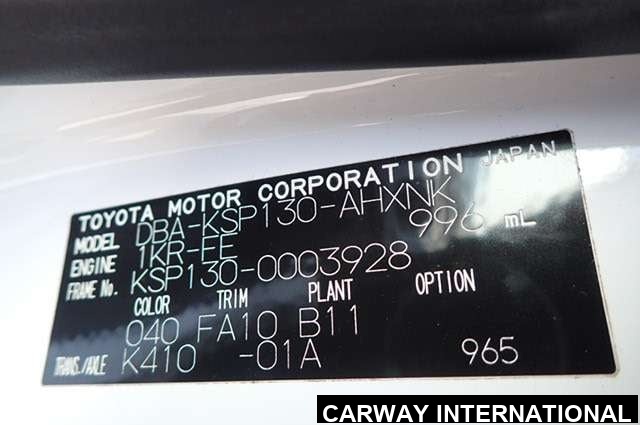 TOYOTA MOTOR CORPORATION JAPAN
MODEL DBA-KSP130-AHXNK
ENGINE 1KR-FE 996 mL
FRAME No. KSP130-0003928
COLOR TRIM PLANT OPTION
040 FA10 B11
TRANS./AXLE K410 -01A 965
CARWAY INTERNATIONAL